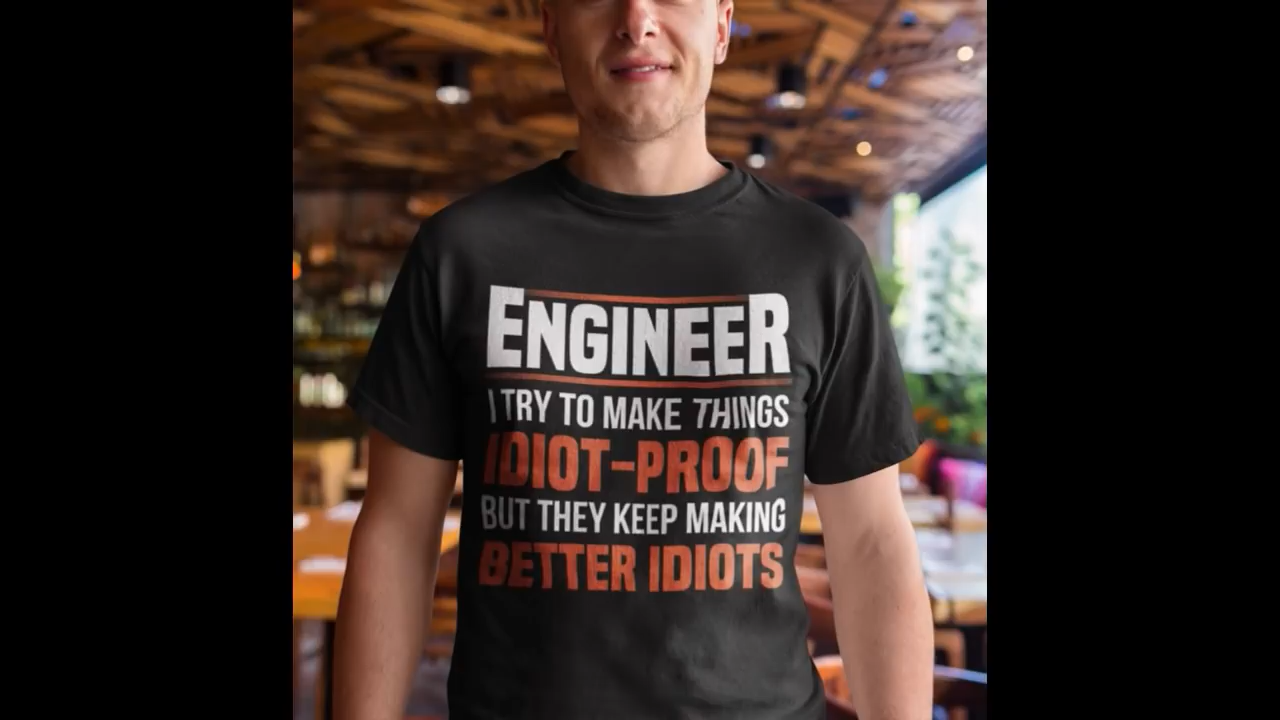 ENGINEER
I TRY TO MAKE THINGS
IDIOT-PROOF
BUT THEY KEEP MAKING
BETTER IDIOTS